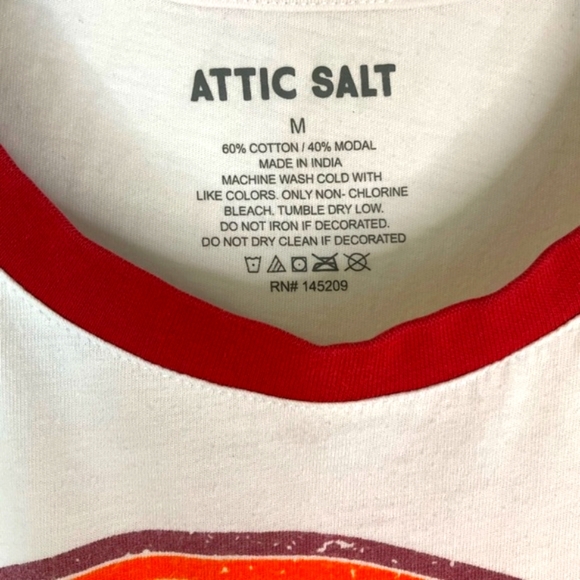 ATTIC SALT
M
60% COTTON / 40% MODAL
MADE IN INDIA
MACHINE WASH COLD WITH
LIKE COLORS. ONLY NON- CHLORINE
BLEACH. TUMBLE DRY LOW.
DO NOT IRON IF DECORATED.
DO NOT DRY CLEAN IF DECORATED
RN# 145209